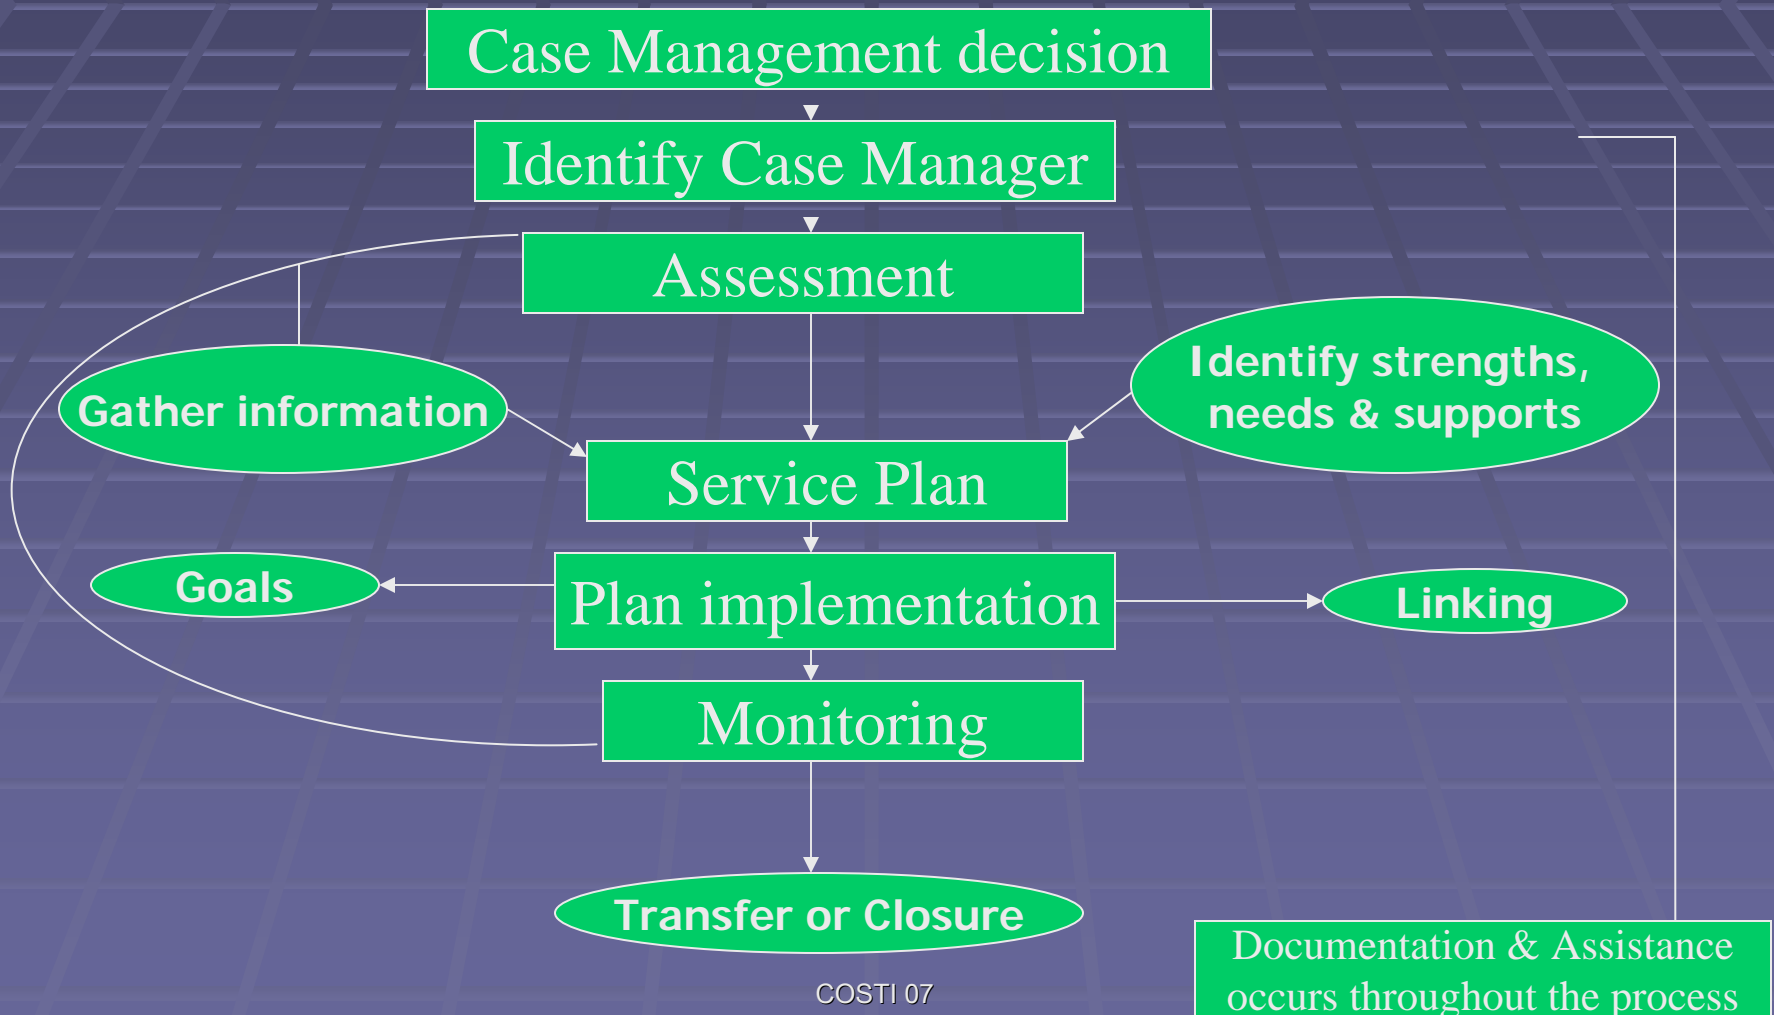 Case Management decision
Identify Case Manager
Assessment
Identify strengths,
needs & supports
Gather information
Service Plan
Goals
Plan implementation
Linking
Monitoring
Transfer or Closure
Documentation & Assistance
occurs throughout the process
COSTI 07